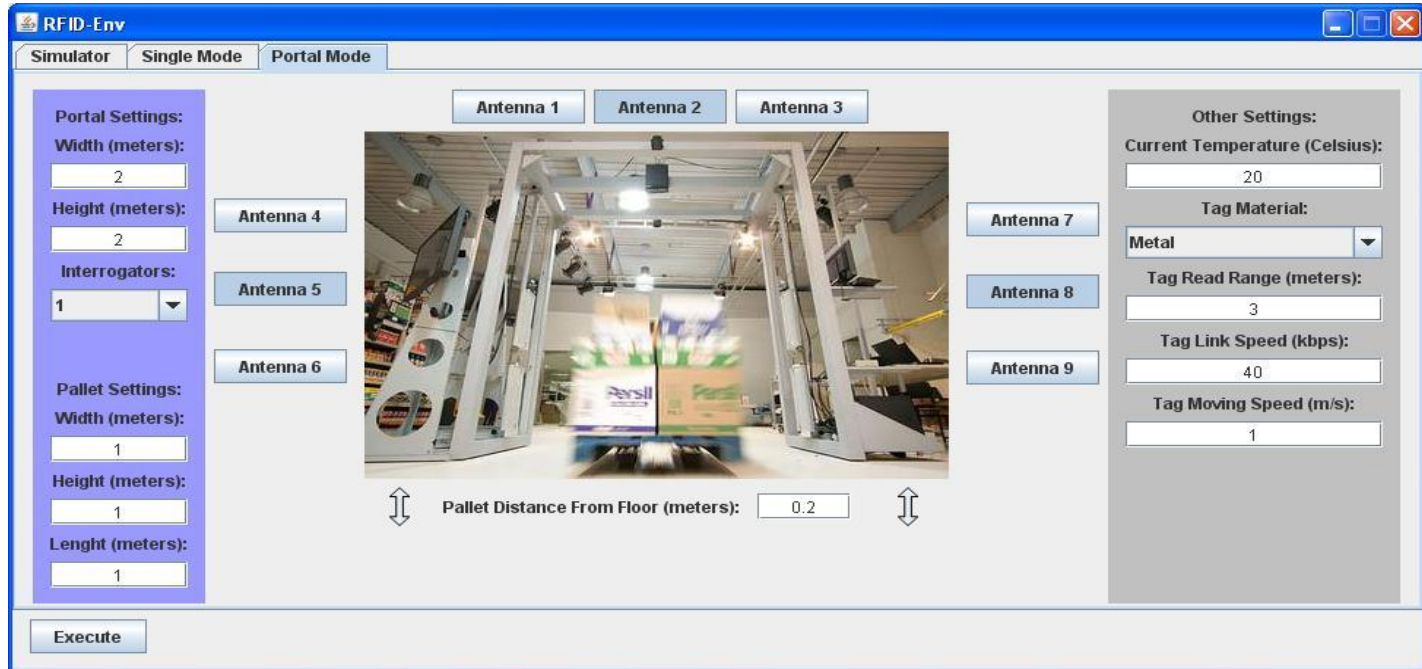 RFID-Env
Simulator
Single Mode
Portal Mode
Portal Settings:
Width (meters):
2
Height (meters):
2
Interrogators:
1
Pallet Settings:
Width (meters):
1
Height (meters):
1
Lenght (meters):
1
Antenna 1
Antenna 2
Antenna 3
Antenna 4
Antenna 5
Antenna 6
Persil
Persil
Antenna 7
Antenna 8
Antenna 9
Pallet Distance From Floor (meters):
0.2
Other Settings:
Current Temperature (Celsius):
20
Tag Material:
Metal
Tag Read Range (meters):
3
Tag Link Speed (kbps):
40
Tag Moving Speed (m/s):
1
Execute